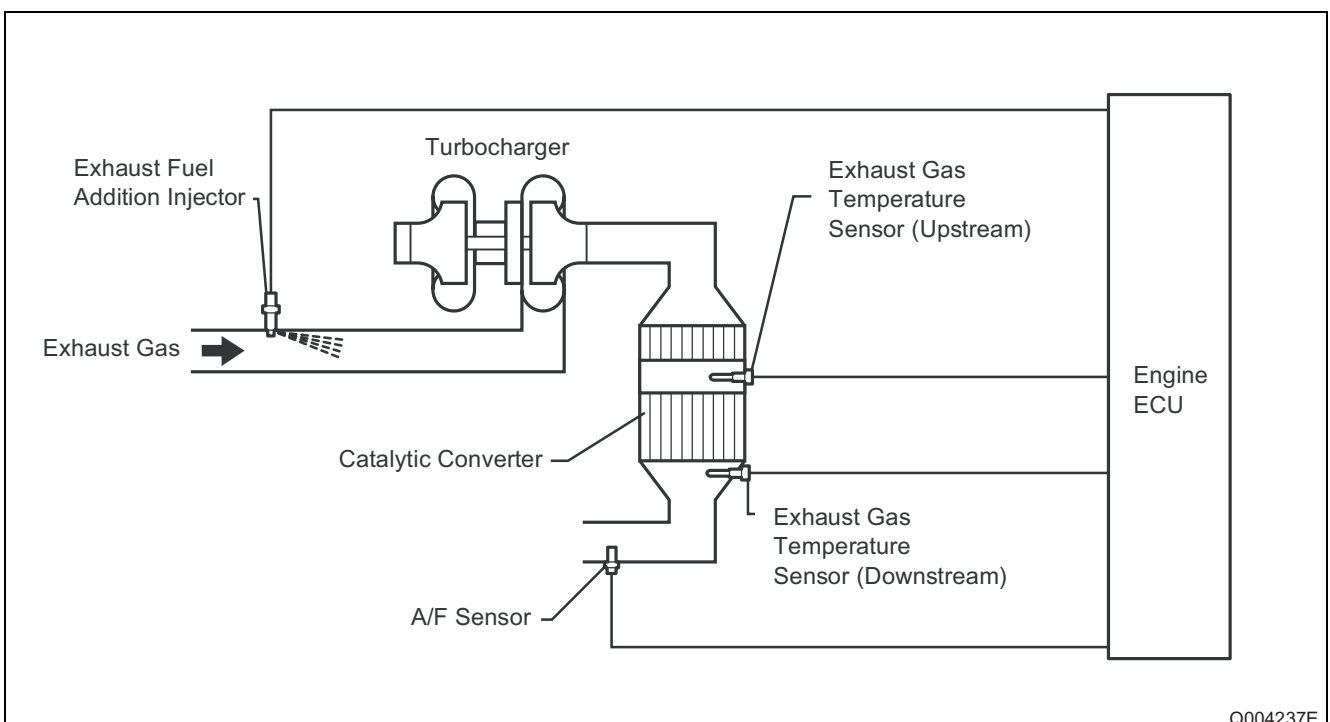 Turbocharger
Exhaust Fuel
Addition Injector
Exhaust Gas
Temperature
Sensor (Upstream)
Exhaust Gas
Engine
ECU
Catalytic Converter
Exhaust Gas
Temperature
Sensor (Downstream)
A/F Sensor
Q004237E